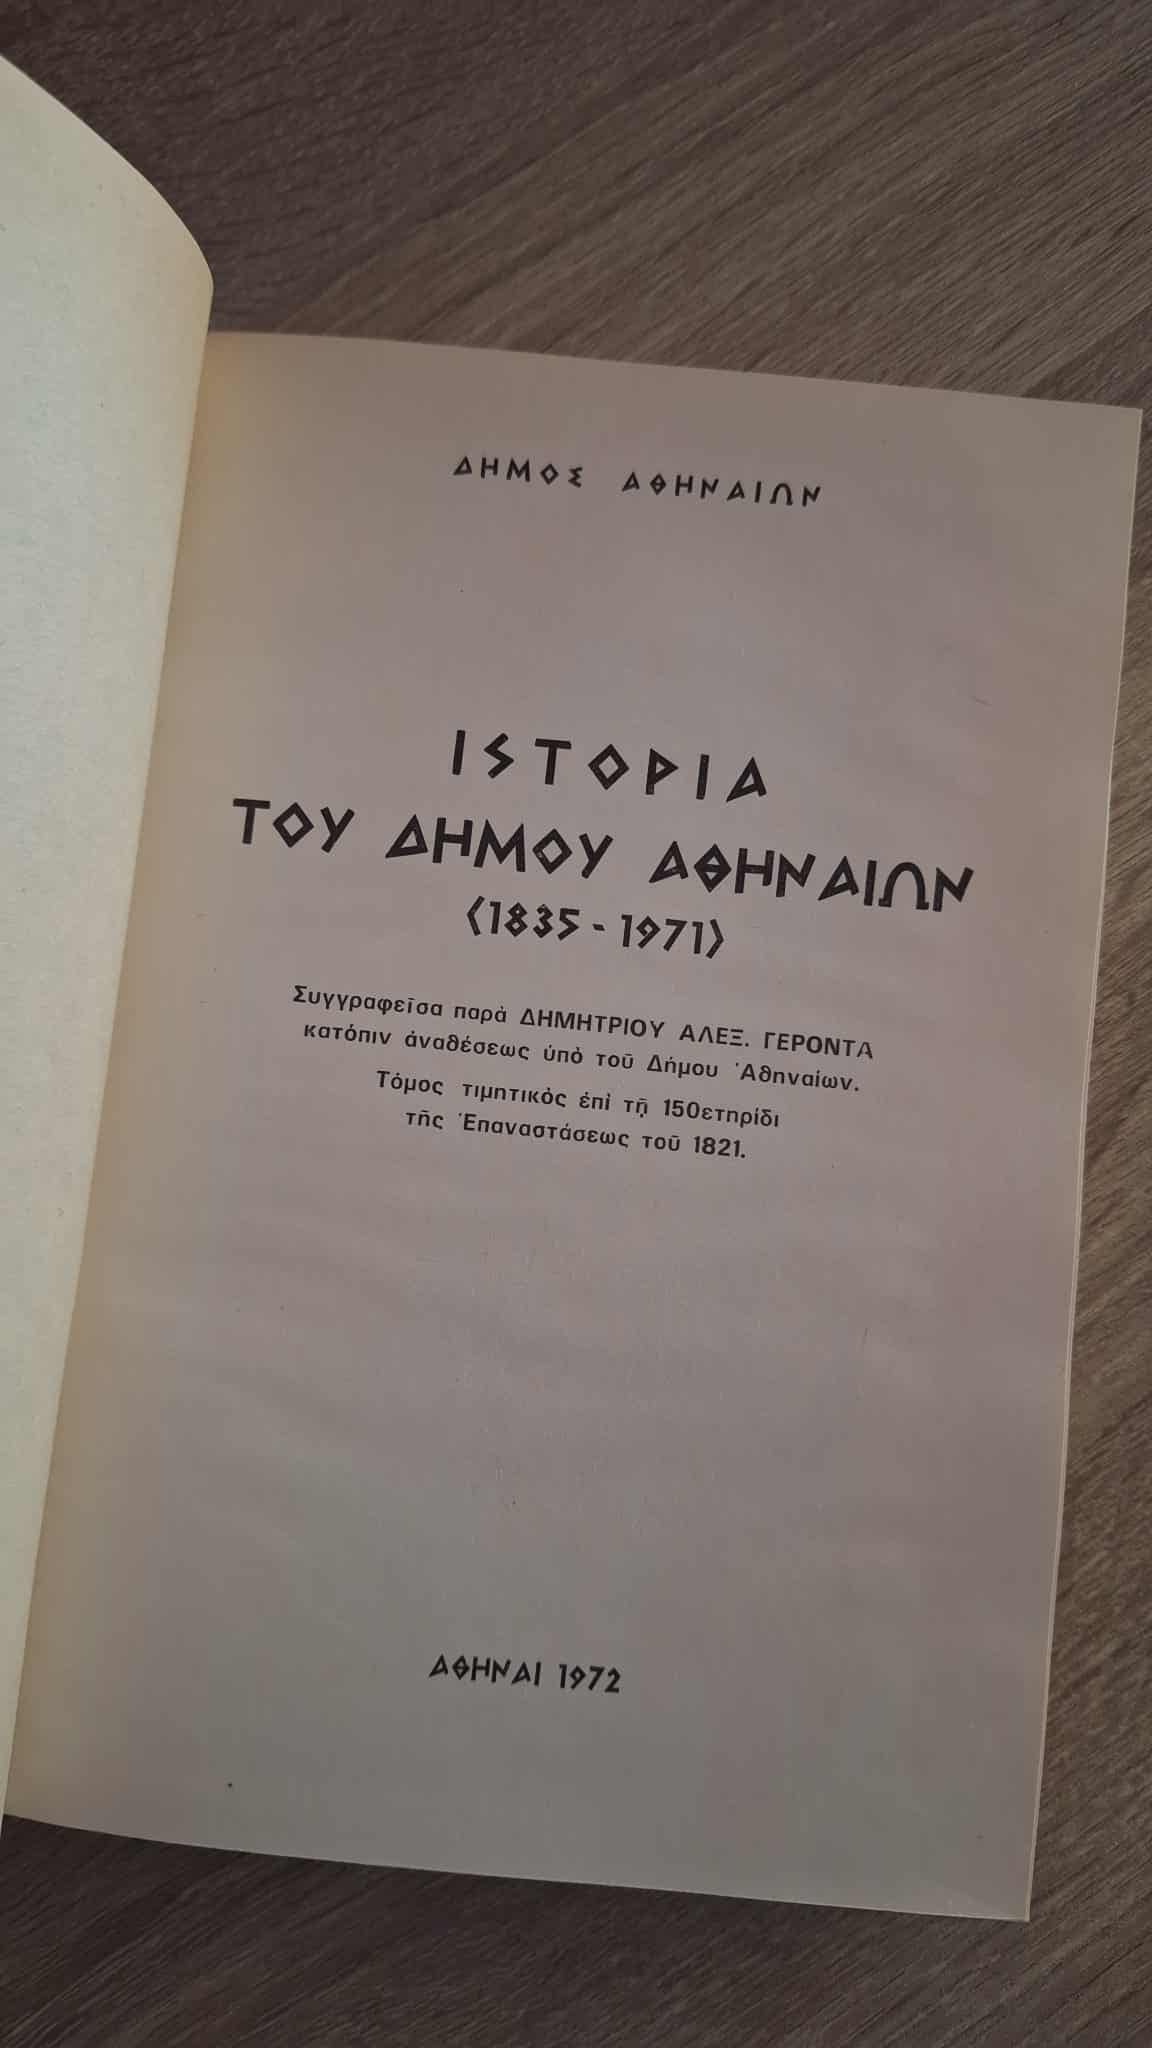 ΔΗΜΟΣ ΑΘΗΝΑΙΩΝ
ΙΣΤΟΡΙΑ
ΤΟΥ ΔΗΜΟΥ ΑΘΗΝΑΙΩΝ
(1835 - 1971)
Συγγραφεῖσα παρὰ ΔΗΜΗΤΡΙΟΥ ΑΛΕΞ. ΓΕΡΟΝΤΑ
κατόπιν ἀναθέσεως ὑπὸ τοῦ Δήμου Ἀθηναίων.
Τόμος τιμητικὸς ἐπὶ τῇ 150ετηρίδι
τῆς Ἐπαναστάσεως τοῦ 1821.
ΑΘΗΝΑΙ 1972